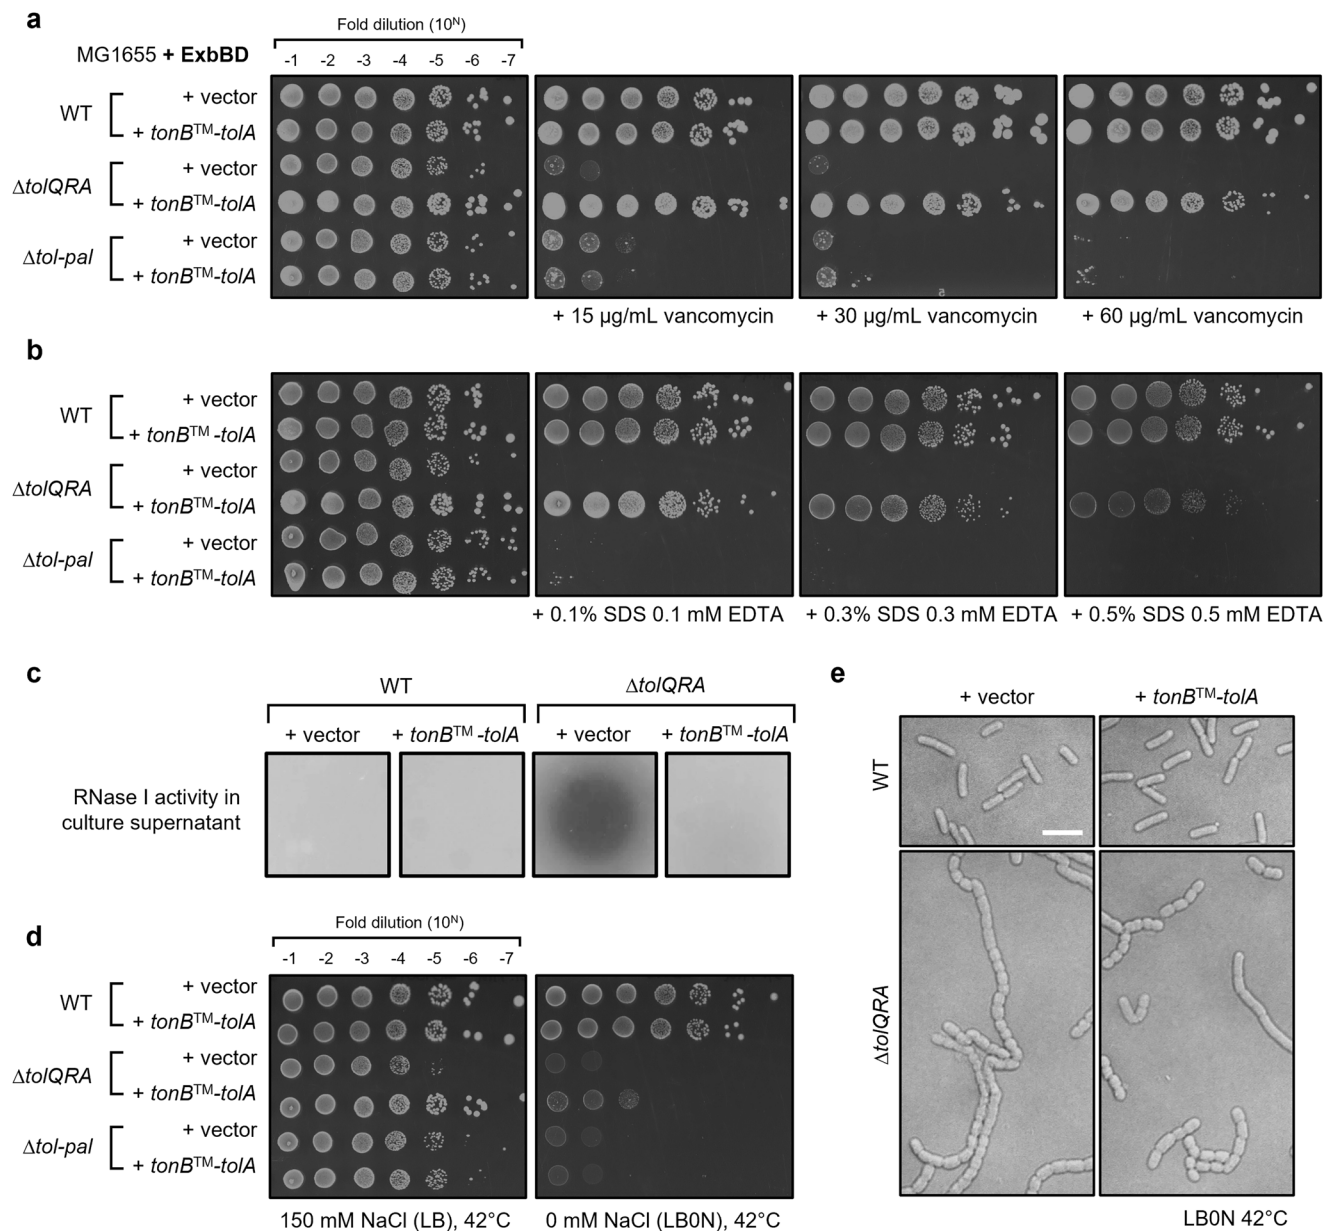 a
Fold dilution (10ᴺ)
MG1655 + ExbBD
-1 -2 -3 -4 -5 -6 -7
WT
+ vector
+ tonBᵀᴹ-tolA
ΔtolQRA
+ vector
+ tonBᵀᴹ-tolA
Δtol-pal
+ vector
+ tonBᵀᴹ-tolA
+ 15 µg/mL vancomycin
+ 30 µg/mL vancomycin
+ 60 µg/mL vancomycin
b
WT
+ vector
+ tonBᵀᴹ-tolA
ΔtolQRA
+ vector
+ tonBᵀᴹ-tolA
Δtol-pal
+ vector
+ tonBᵀᴹ-tolA
+ 0.1% SDS 0.1 mM EDTA
+ 0.3% SDS 0.3 mM EDTA
+ 0.5% SDS 0.5 mM EDTA
c
WT
ΔtolQRA
+ vector
+ tonBᵀᴹ-tolA
+ vector
+ tonBᵀᴹ-tolA
RNase I activity in
culture supernatant
d
Fold dilution (10ᴺ)
-1 -2 -3 -4 -5 -6 -7
WT
+ vector
+ tonBᵀᴹ-tolA
ΔtolQRA
+ vector
+ tonBᵀᴹ-tolA
Δtol-pal
+ vector
+ tonBᵀᴹ-tolA
150 mM NaCl (LB), 42°C
0 mM NaCl (LB0N), 42°C
e
+ vector
+ tonBᵀᴹ-tolA
WT
ΔtolQRA
LB0N 42°C